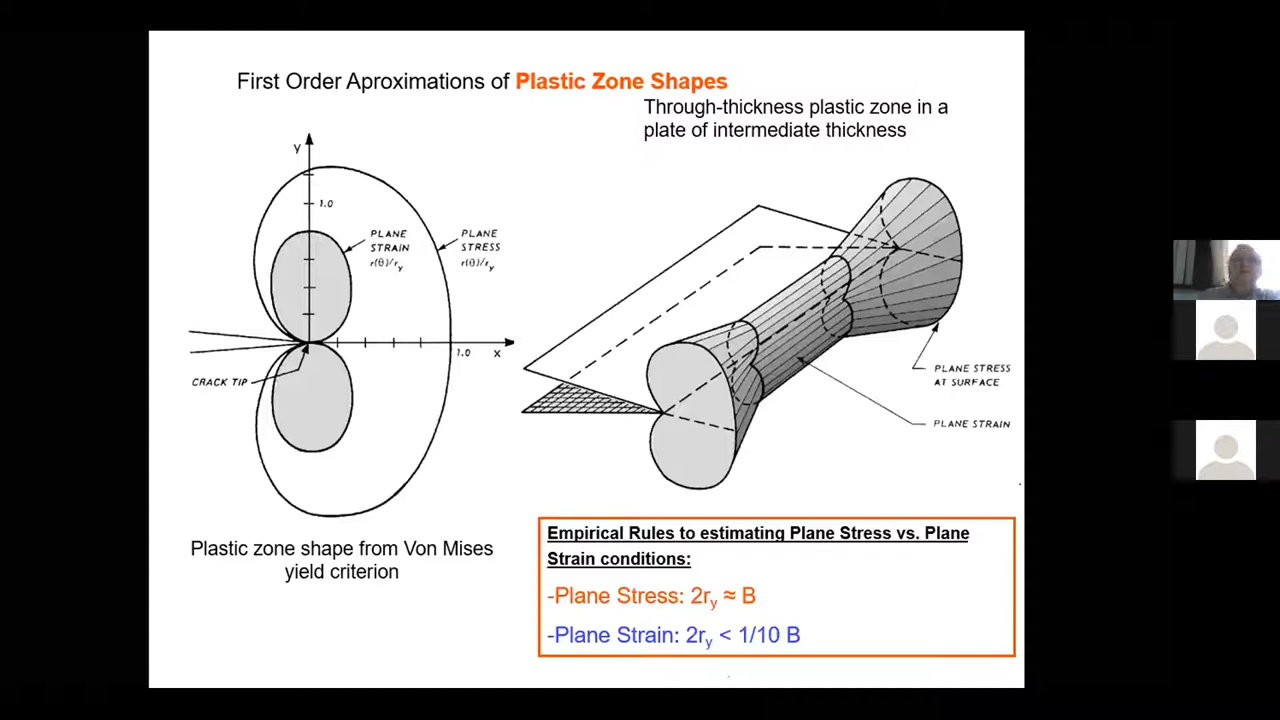 First Order Aproximations of Plastic Zone Shapes
Through-thickness plastic zone in a
plate of intermediate thickness
y
1.0
PLANE
STRAIN
r(θ)/ry
PLANE
STRESS
r(θ)/ry
1.0
x
CRACK TIP
PLANE STRESS
AT SURFACE
PLANE STRAIN
Plastic zone shape from Von Mises
yield criterion
Empirical Rules to estimating Plane Stress vs. Plane
Strain conditions:
-Plane Stress: 2ry ≈ B
-Plane Strain: 2ry < 1/10 B